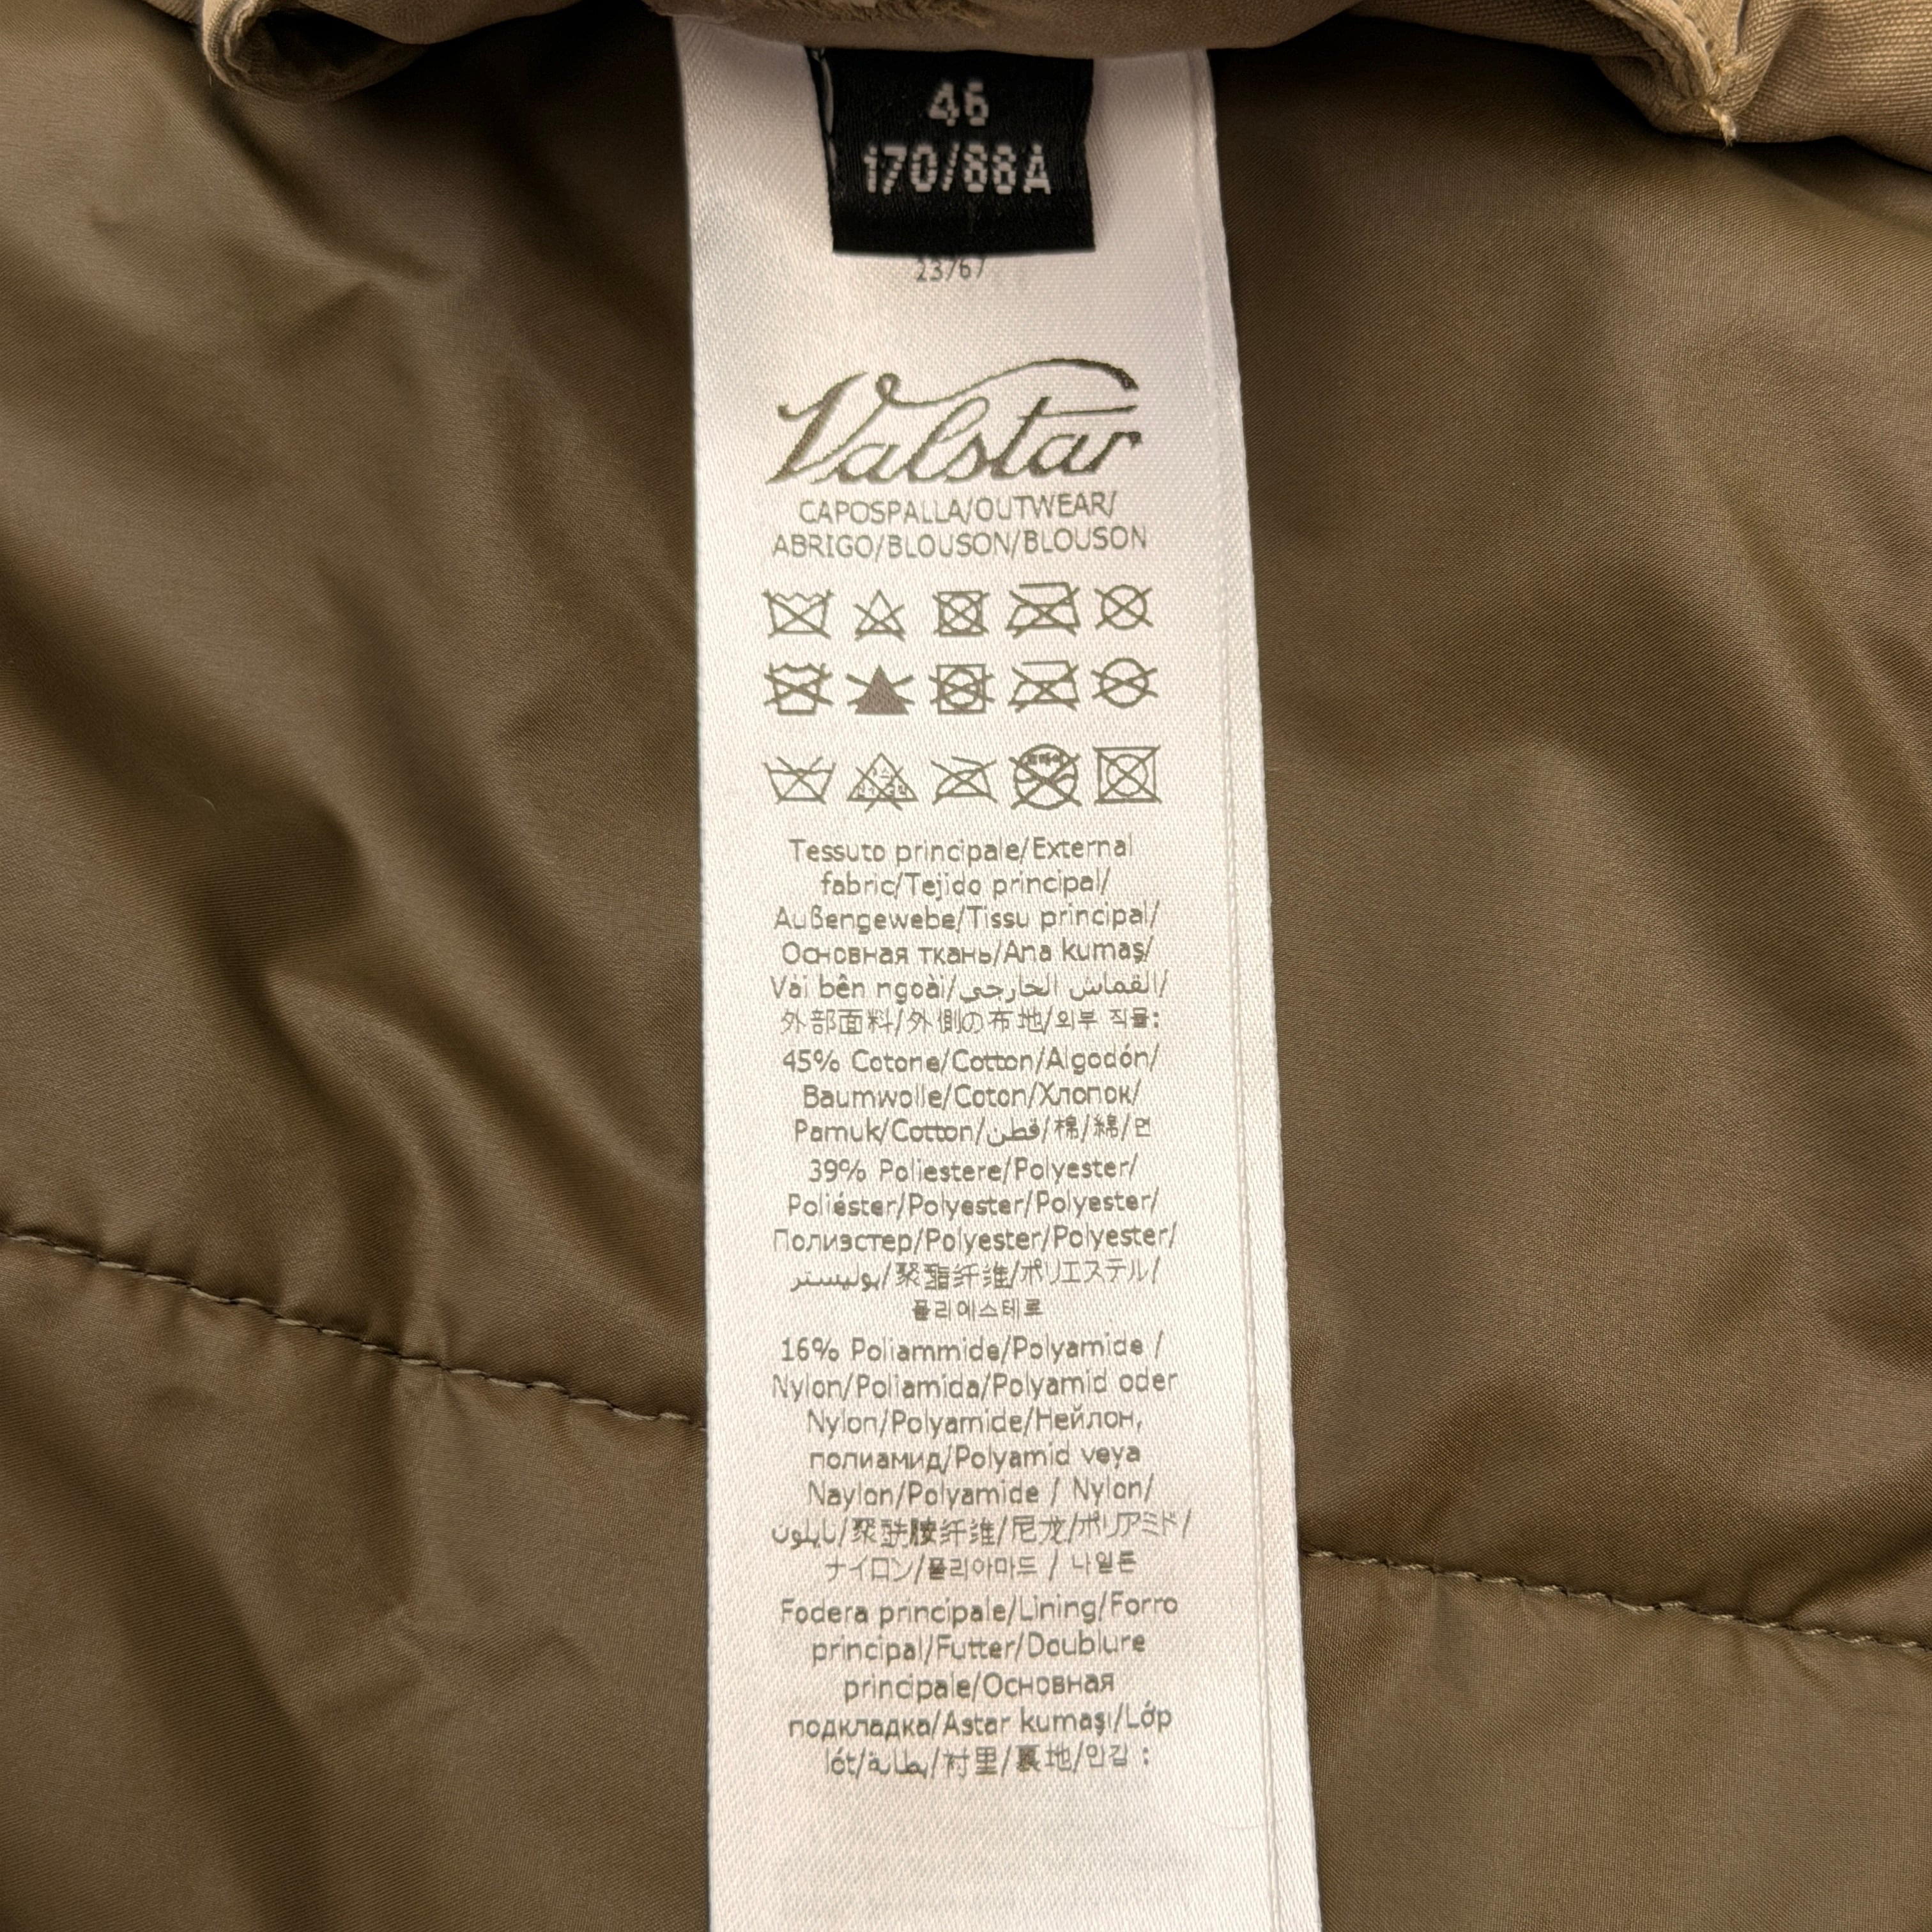 46
170/88A
23767
Valstar
CAPOSPALLA/OUTWEAR/
ABRIGO/BLOUSON/BLOUSON
Tessuto principale/External
fabric/Tejido principal/
Außengewebe/Tissu principal/
Основная ткань/Ana kumaş/
Vải bên ngoài/القماش الخارجي/
外部面料/外側の布地/외부 직물:
45% Cotone/Cotton/Algodón/
Baumwolle/Coton/Хлопок/
Pamuk/Cotton/قطن/棉/綿/면
39% Poliestere/Polyester/
Poliéster/Polyester/Polyester/
Полиэстер/Polyester/Polyester/
بوليستر/聚酯纤维/ポリエステル/
폴리에스테르
16% Poliammide/Polyamide /
Nylon/Poliamida/Polyamid oder
Nylon/Polyamide/Нейлон,
полиамид/Polyamid veya
Naylon/Polyamide / Nylon/
نايلون/聚酰胺纤维/尼龙/ポリアミド/
ナイロン/폴리아마드 / 나일론
Fodera principale/Lining/Forro
principal/Futter/Doublure
principale/Основная
подкладка/Astar kumaşı/Lớp
lót/بطانة/衬里/裏地/안감 :